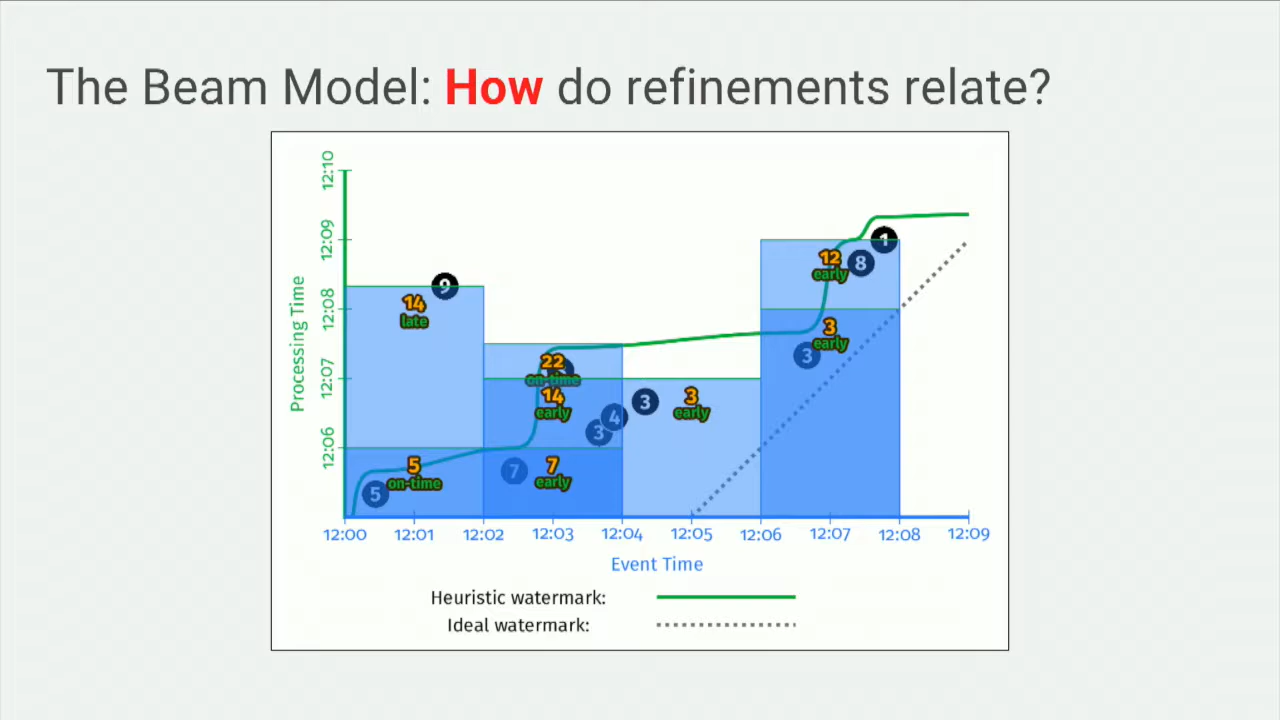 The Beam Model: How do refinements relate?
Processing Time
12:10
12:09
12:08
12:07
12:06
9
14
late
5
5
on-time
22
on-time
14
early
3
4
7
7
early
3
3
early
12
early
8
1
3
early
3
12:00 12:01 12:02 12:03 12:04 12:05 12:06 12:07 12:08 12:09
Event Time
Heuristic watermark:
Ideal watermark: